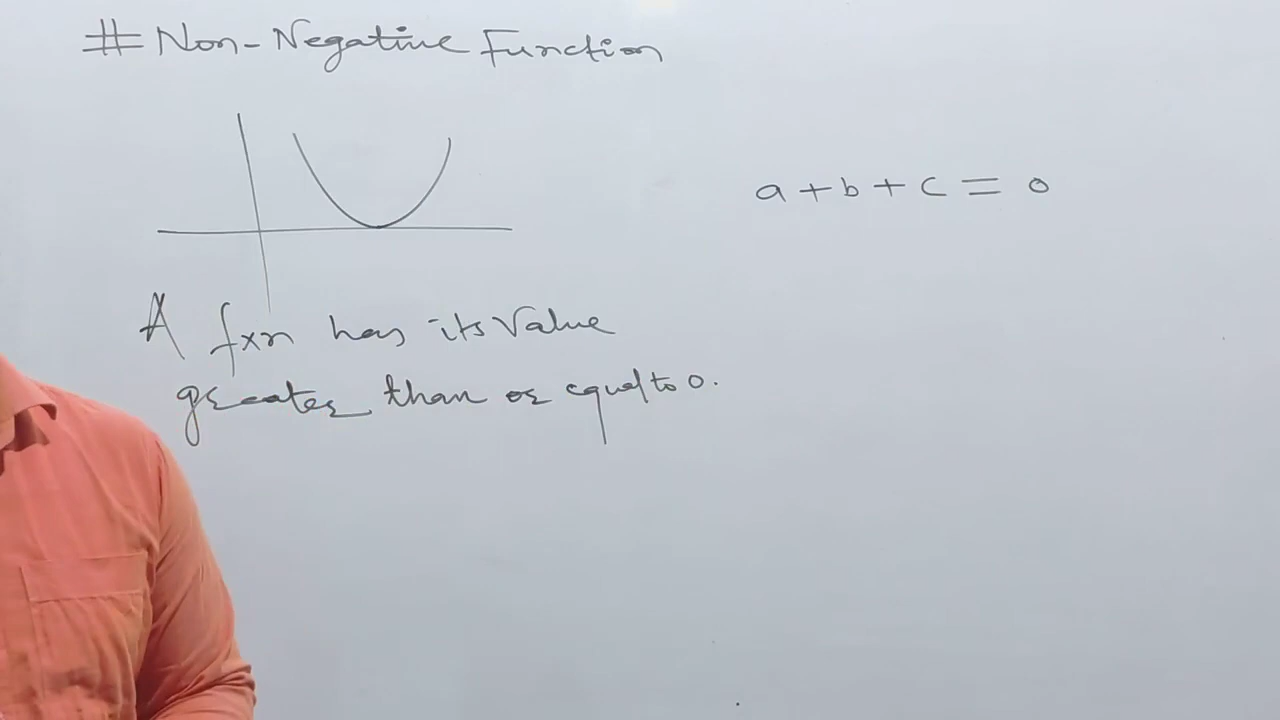 # Non-Negative Function
a + b + c = 0
A fxn has its Value
greater than or equal to 0.